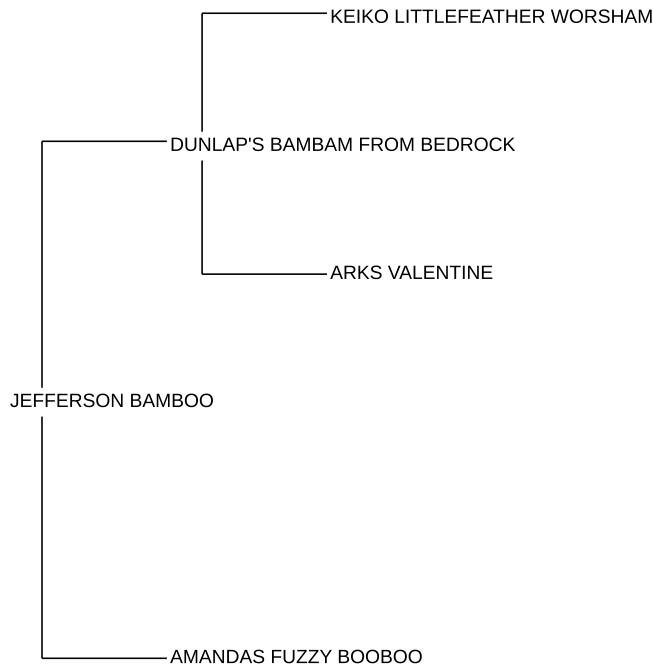 KEIKO LITTLEFEATHER WORSHAM
DUNLAP'S BAMBAM FROM BEDROCK
ARKS VALENTINE
JEFFERSON BAMBOO
AMANDAS FUZZY BOOBOO